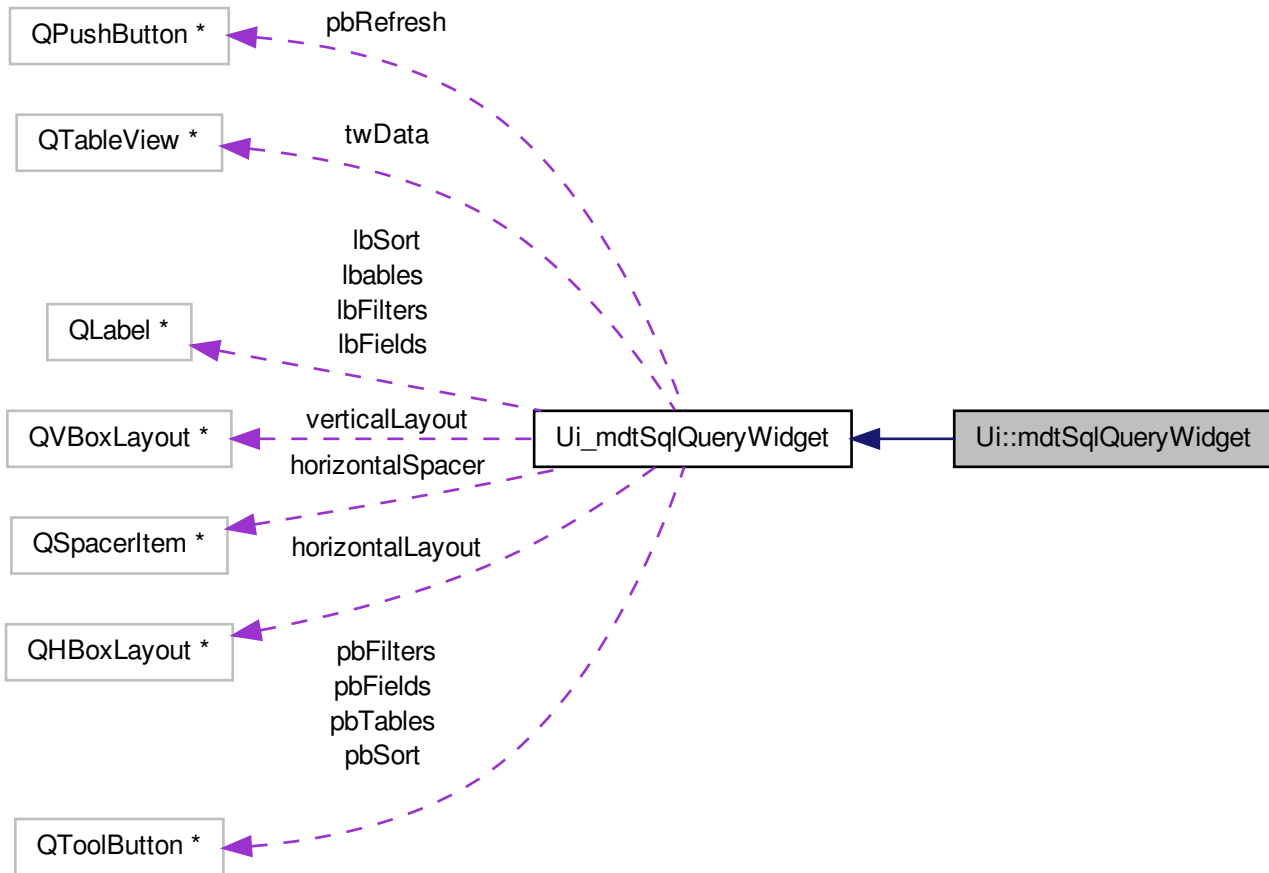 QPushButton *
pbRefresh
QTableView *
twData
lbSort
lbables
lbFilters
lbFields
QLabel *
QVBoxLayout *
verticalLayout
Ui_mdtSqlQueryWidget
Ui::mdtSqlQueryWidget
horizontalSpacer
QSpacerItem *
horizontalLayout
QHBoxLayout *
pbFilters
pbFields
pbTables
pbSort
QToolButton *